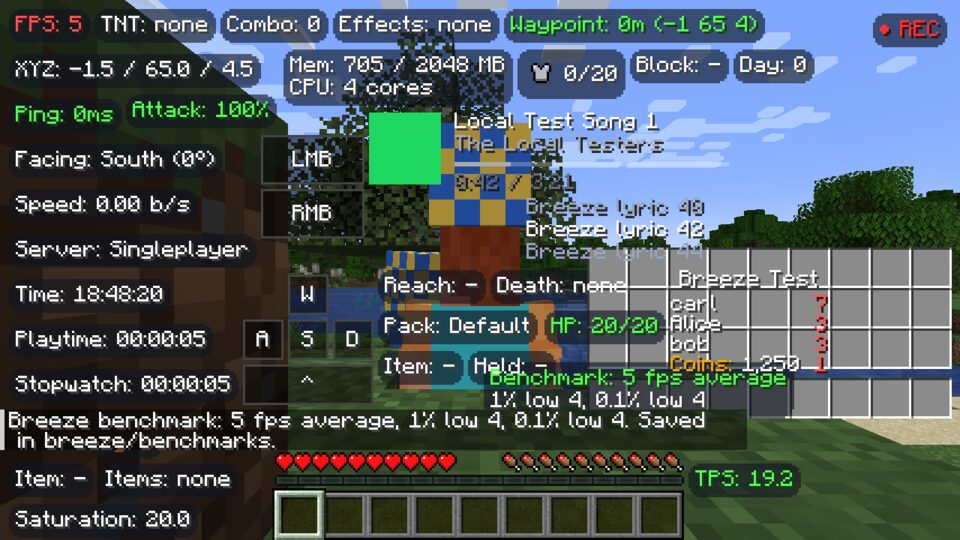 FPS: 5 TNT: none Combo: 0 Effects: none Waypoint: 0m (-1 65 4) REC
XYZ: -1.5 / 65.0 / 4.5 Mem: 705 / 2048 MB 0/20 Block: - Day: 0
CPU: 4 cores
Ping: 0ms Attack: 100%
Local Test Song 1
The Local Testers
Facing: South (0°) LMB
0:42 / 3:21
Speed: 0.00 b/s RMB
Breeze lyric 40
Breeze lyric 42
Breeze lyric 44
Server: Singleplayer
Breeze Test
Time: 18:48:20 W Reach: - Death: none
carl 7
Pack: Default HP: 20/20 Alice 3
Playtime: 00:00:05 A S D
bob 3
Item: - Held: - Coins: 1,250 1
Stopwatch: 00:00:05 ^
Benchmark: 5 fps average
1% low 4, 0.1% low 4
Breeze benchmark: 5 fps average, 1% low 4, 0.1% low 4. Saved
in breeze/benchmarks.
Item: - Items: none TPS: 19.2
Saturation: 20.0